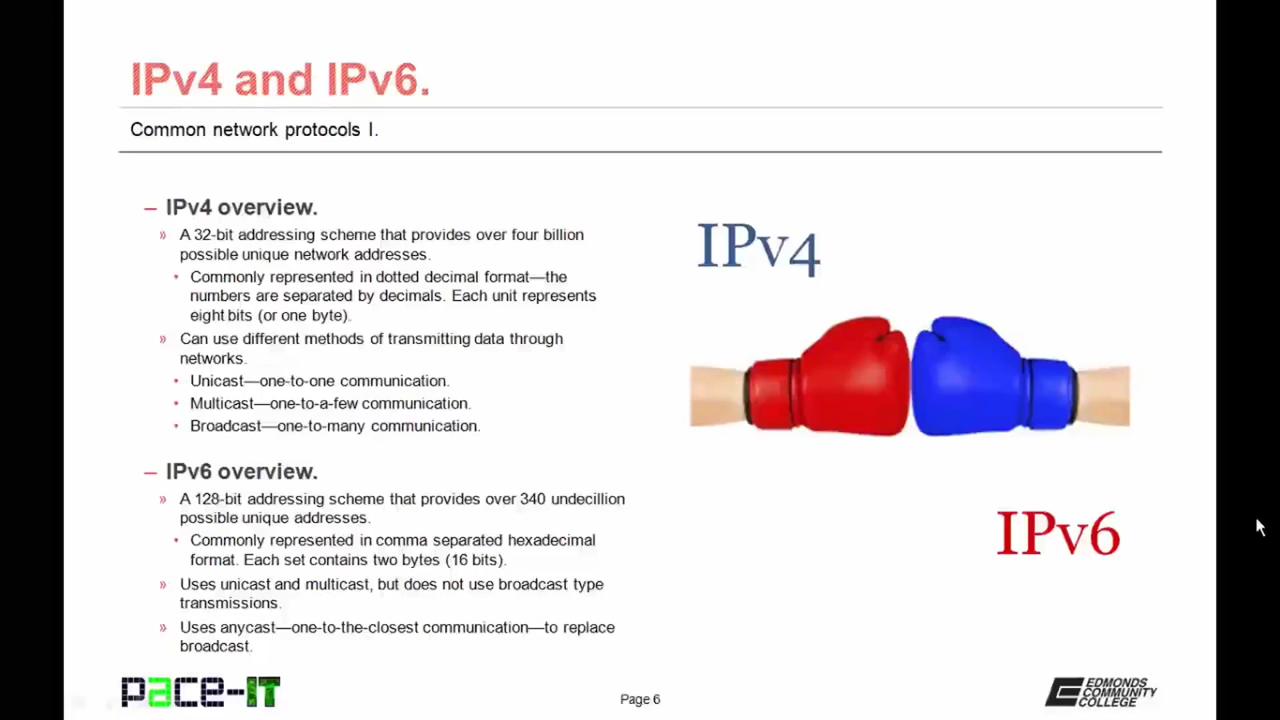 IPv4 and IPv6.
Common network protocols I.
– IPv4 overview.
» A 32-bit addressing scheme that provides over four billion
possible unique network addresses.
• Commonly represented in dotted decimal format—the
numbers are separated by decimals. Each unit represents
eight bits (or one byte).
» Can use different methods of transmitting data through
networks.
• Unicast—one-to-one communication.
• Multicast—one-to-a-few communication.
• Broadcast—one-to-many communication.
– IPv6 overview.
» A 128-bit addressing scheme that provides over 340 undecillion
possible unique addresses.
• Commonly represented in comma separated hexadecimal
format. Each set contains two bytes (16 bits).
» Uses unicast and multicast, but does not use broadcast type
transmissions.
» Uses anycast—one-to-the-closest communication—to replace
broadcast.
IPv4
IPv6
pace-IT
Page 6
EDMONDS
COMMUNITY
COLLEGE